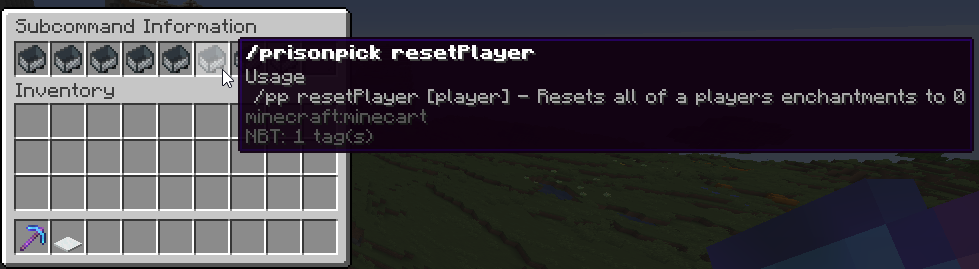 Subcommand Information
/prisonpick resetPlayer
Usage
/pp resetPlayer [player] - Resets all of a players enchantments to 0
minecraft:minecart
NBT: 1 tag(s)
Inventory